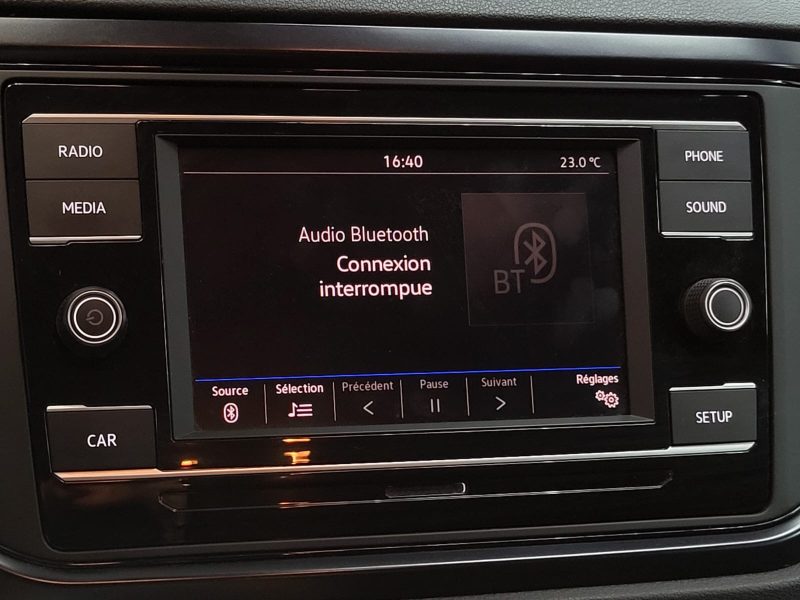 RADIO
MEDIA
CAR
16:40
23.0 °C
Audio Bluetooth
Connexion
interrompue
BT
Source
Sélection
Précédent
Pause
Suivant
Réglages
PHONE
SOUND
SETUP